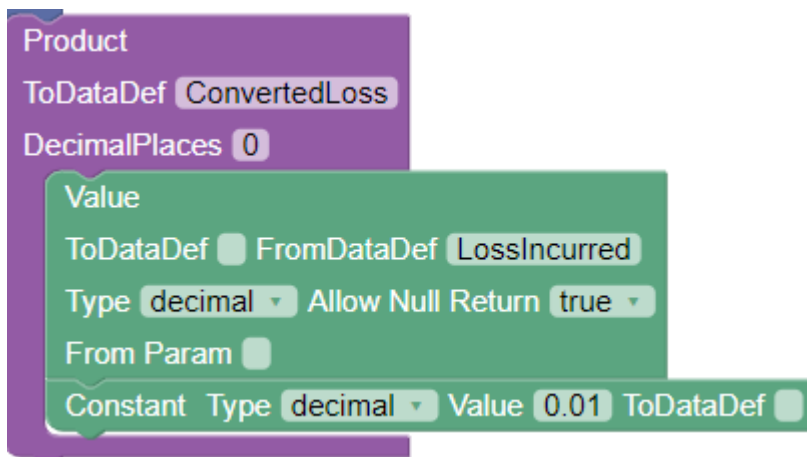 Product
ToDataDef ConvertedLoss
DecimalPlaces 0
Value
ToDataDef FromDataDef LossIncurred
Type decimal Allow Null Return true
From Param
Constant Type decimal Value 0.01 ToDataDef